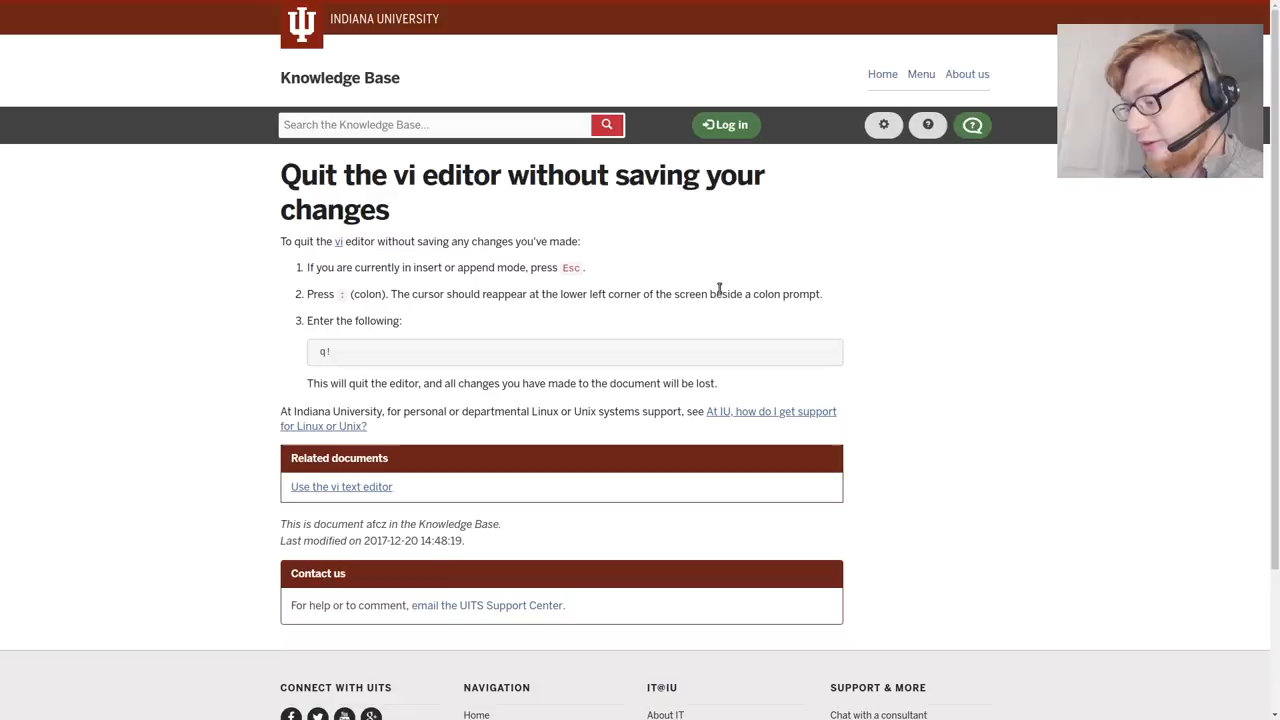 INDIANA UNIVERSITY
Knowledge Base
Home Menu About us
Search the Knowledge Base...
Log in
Quit the vi editor without saving your
changes
To quit the vi editor without saving any changes you've made:
1. If you are currently in insert or append mode, press Esc.
2. Press : (colon). The cursor should reappear at the lower left corner of the screen beside a colon prompt.
3. Enter the following:
q!
This will quit the editor, and all changes you have made to the document will be lost.
At Indiana University, for personal or departmental Linux or Unix systems support, see At IU, how do I get support
for Linux or Unix?
Related documents
Use the vi text editor
This is document afcz in the Knowledge Base.
Last modified on 2017-12-20 14:48:19.
Contact us
For help or to comment, email the UITS Support Center.
CONNECT WITH UITS NAVIGATION IT@IU SUPPORT & MORE
Home About IT Chat with a consultant